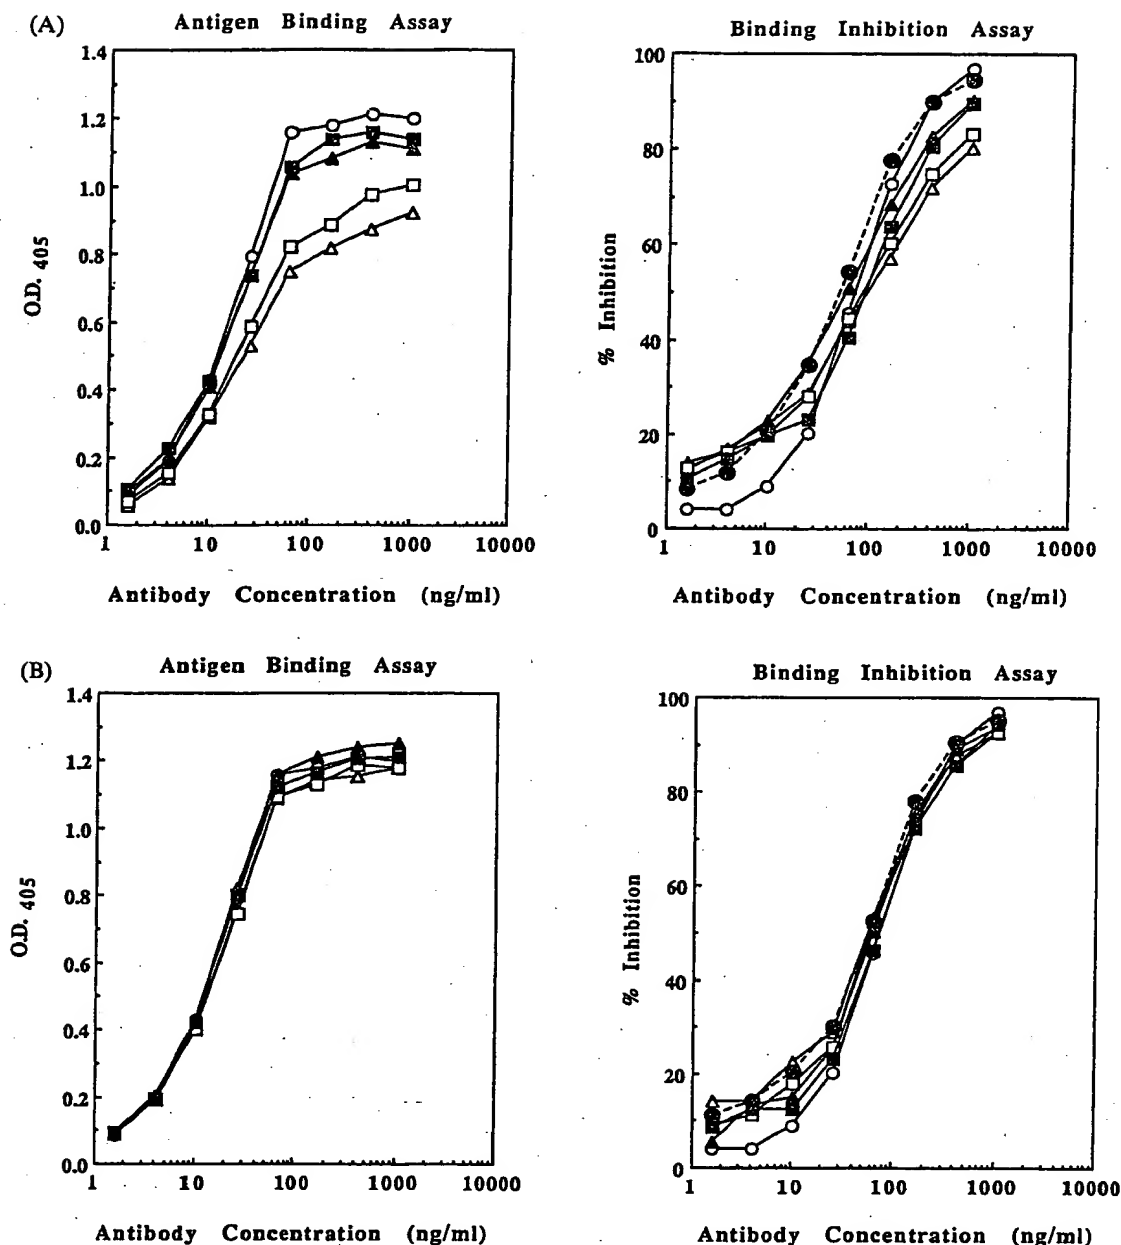 (A)
Antigen Binding Assay
1.4
1.2
1.0
0.8
0.6
0.4
0.2
0.0
O.D. 405
1 10 100 1000 10000
Antibody Concentration (ng/ml)
Binding Inhibition Assay
100
80
60
40
20
0
% Inhibition
1 10 100 1000 10000
Antibody Concentration (ng/ml)
(B)
Antigen Binding Assay
1.4
1.2
1.0
0.8
0.6
0.4
0.2
0.0
O.D. 405
1 10 100 1000 10000
Antibody Concentration (ng/ml)
Binding Inhibition Assay
100
80
60
40
20
0
% Inhibition
1 10 100 1000 10000
Antibody Concentration (ng/ml)